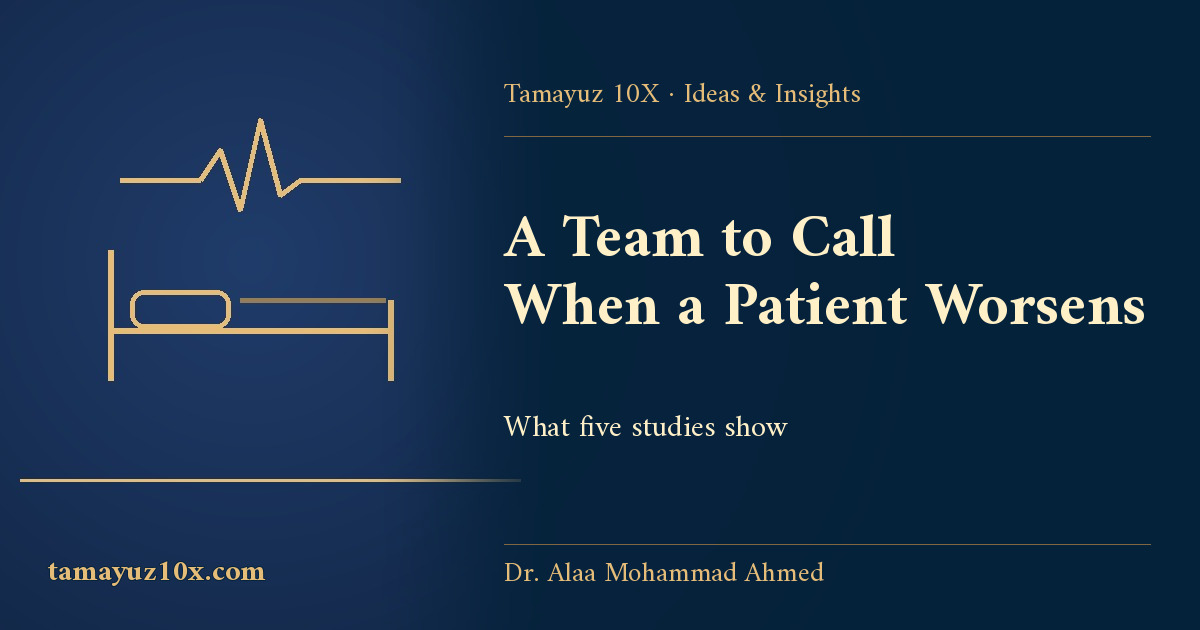 Tamayuz 10X · Ideas & Insights
A Team to Call
When a Patient Worsens
What five studies show
tamayuz10x.com
Dr. Alaa Mohammad Ahmed